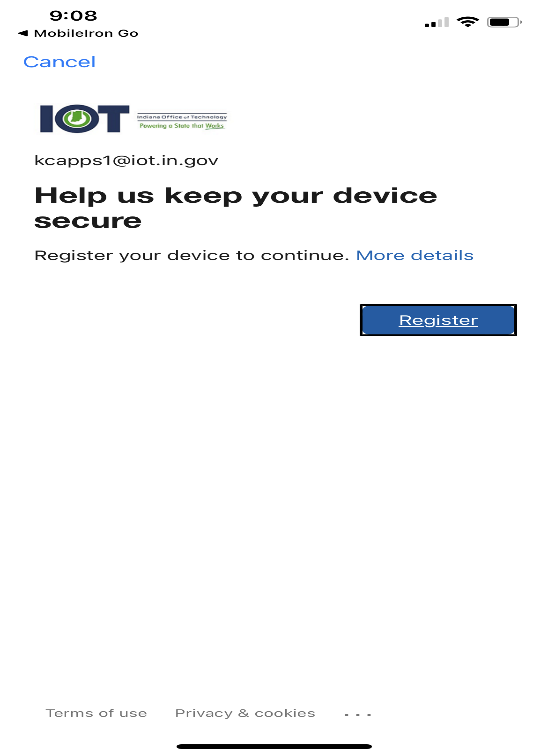 9:08
◀ MobileIron Go
Cancel
IOT
Indiana Office of Technology
Powering a State that Works
kcapps1@iot.in.gov
Help us keep your device
secure
Register your device to continue. More details
Register
Terms of use Privacy & cookies ...